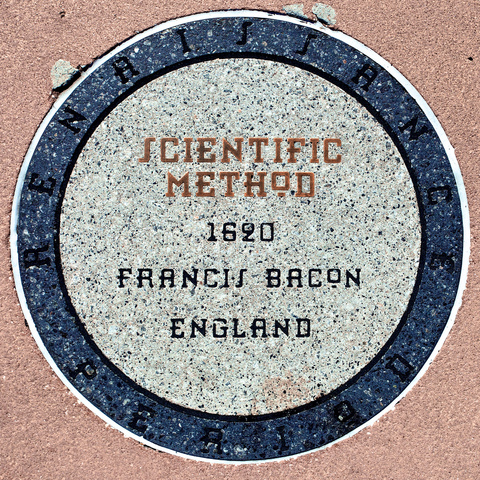 RENAISSANCE
SCIENTIFIC
METHOD
1620
FRANCIS BACON
ENGLAND
PERIOD